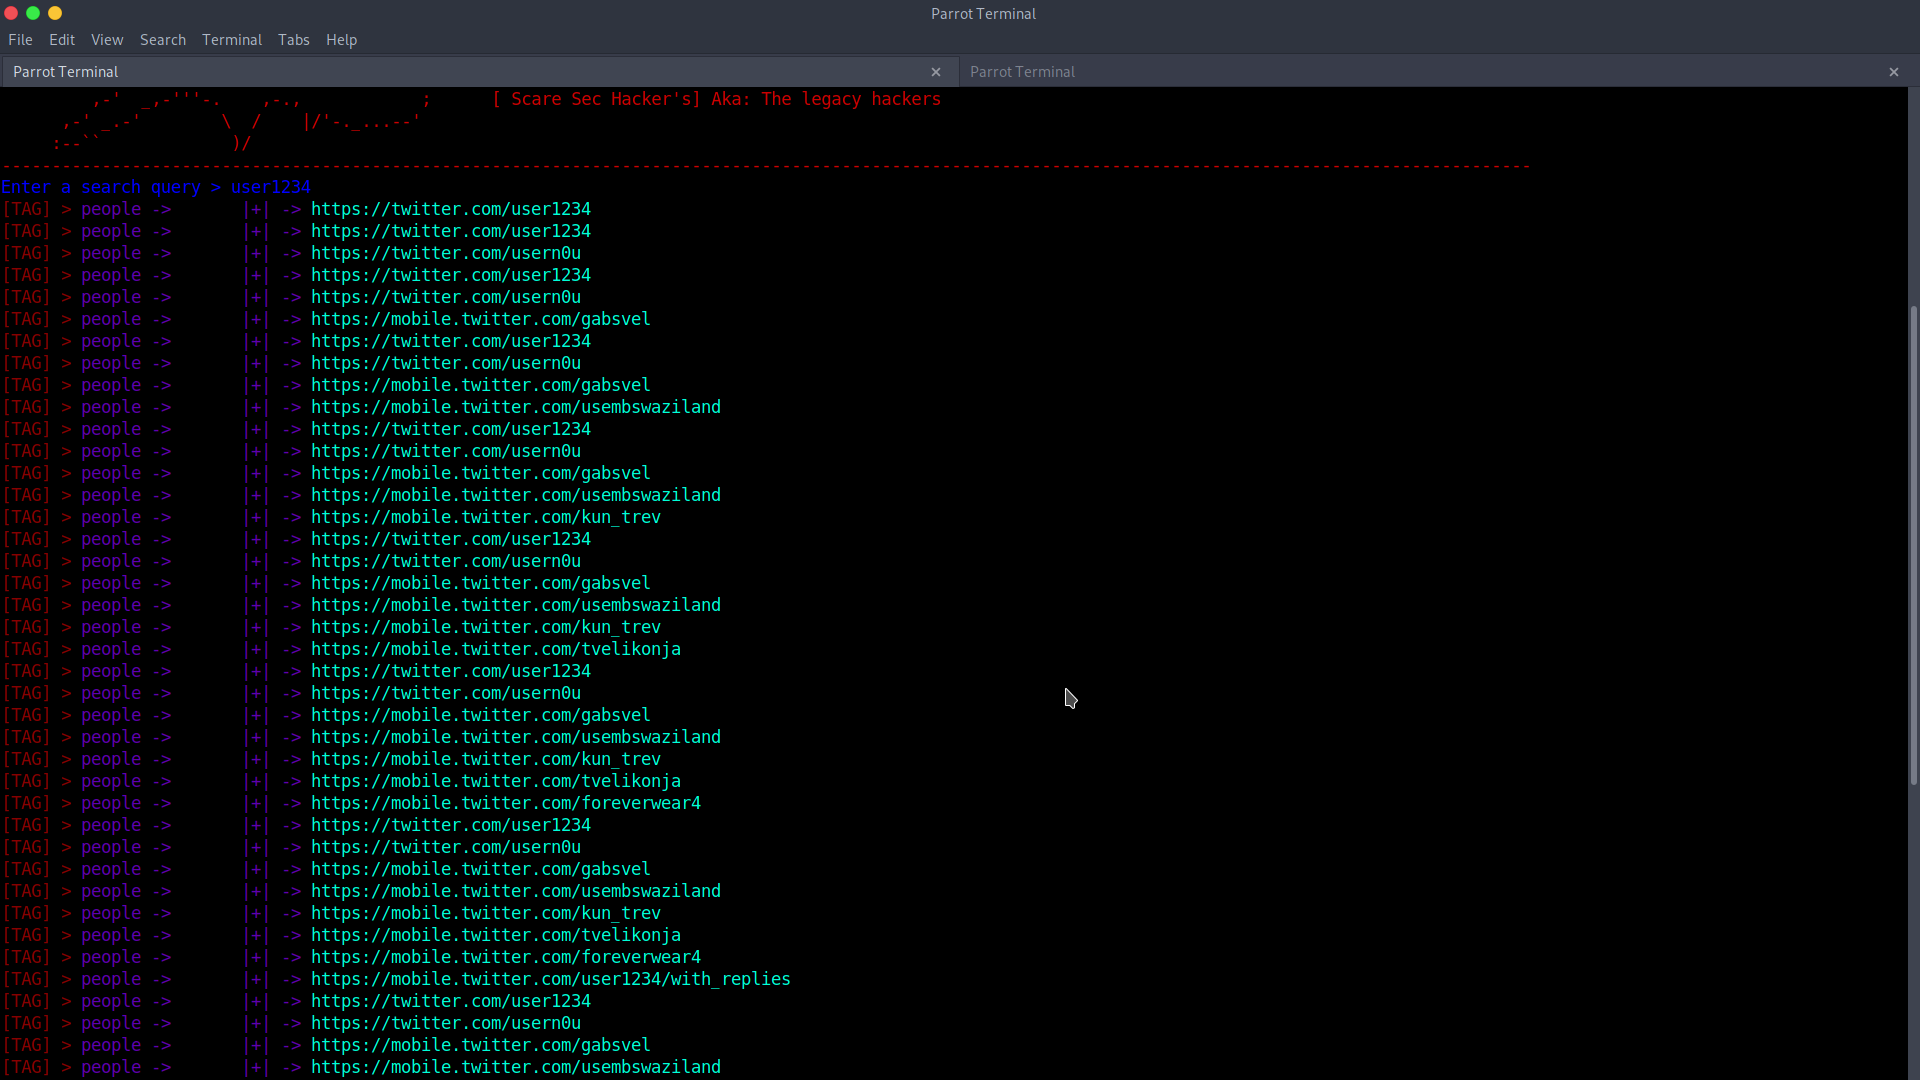 Parrot Terminal
File Edit View Search Terminal Tabs Help
Parrot Terminal × Parrot Terminal ×
,-' _,-'''-. ,-., ; [ Scare Sec Hacker's] Aka: The legacy hackers
,-' _.-' \ / |/'-._...--'
:--`` )/
---------------------------------------------------------------------------------------------------------------------------------------------------------
Enter a search query > user1234
[TAG] > people -> |+| -> https://twitter.com/user1234
[TAG] > people -> |+| -> https://twitter.com/user1234
[TAG] > people -> |+| -> https://twitter.com/usern0u
[TAG] > people -> |+| -> https://twitter.com/user1234
[TAG] > people -> |+| -> https://twitter.com/usern0u
[TAG] > people -> |+| -> https://mobile.twitter.com/gabsvel
[TAG] > people -> |+| -> https://twitter.com/user1234
[TAG] > people -> |+| -> https://twitter.com/usern0u
[TAG] > people -> |+| -> https://mobile.twitter.com/gabsvel
[TAG] > people -> |+| -> https://mobile.twitter.com/usembswaziland
[TAG] > people -> |+| -> https://twitter.com/user1234
[TAG] > people -> |+| -> https://twitter.com/usern0u
[TAG] > people -> |+| -> https://mobile.twitter.com/gabsvel
[TAG] > people -> |+| -> https://mobile.twitter.com/usembswaziland
[TAG] > people -> |+| -> https://mobile.twitter.com/kun_trev
[TAG] > people -> |+| -> https://twitter.com/user1234
[TAG] > people -> |+| -> https://twitter.com/usern0u
[TAG] > people -> |+| -> https://mobile.twitter.com/gabsvel
[TAG] > people -> |+| -> https://mobile.twitter.com/usembswaziland
[TAG] > people -> |+| -> https://mobile.twitter.com/kun_trev
[TAG] > people -> |+| -> https://mobile.twitter.com/tvelikonja
[TAG] > people -> |+| -> https://twitter.com/user1234
[TAG] > people -> |+| -> https://twitter.com/usern0u
[TAG] > people -> |+| -> https://mobile.twitter.com/gabsvel
[TAG] > people -> |+| -> https://mobile.twitter.com/usembswaziland
[TAG] > people -> |+| -> https://mobile.twitter.com/kun_trev
[TAG] > people -> |+| -> https://mobile.twitter.com/tvelikonja
[TAG] > people -> |+| -> https://mobile.twitter.com/foreverwear4
[TAG] > people -> |+| -> https://twitter.com/user1234
[TAG] > people -> |+| -> https://twitter.com/usern0u
[TAG] > people -> |+| -> https://mobile.twitter.com/gabsvel
[TAG] > people -> |+| -> https://mobile.twitter.com/usembswaziland
[TAG] > people -> |+| -> https://mobile.twitter.com/kun_trev
[TAG] > people -> |+| -> https://mobile.twitter.com/tvelikonja
[TAG] > people -> |+| -> https://mobile.twitter.com/foreverwear4
[TAG] > people -> |+| -> https://mobile.twitter.com/user1234/with_replies
[TAG] > people -> |+| -> https://twitter.com/user1234
[TAG] > people -> |+| -> https://twitter.com/usern0u
[TAG] > people -> |+| -> https://mobile.twitter.com/gabsvel
[TAG] > people -> |+| -> https://mobile.twitter.com/usembswaziland